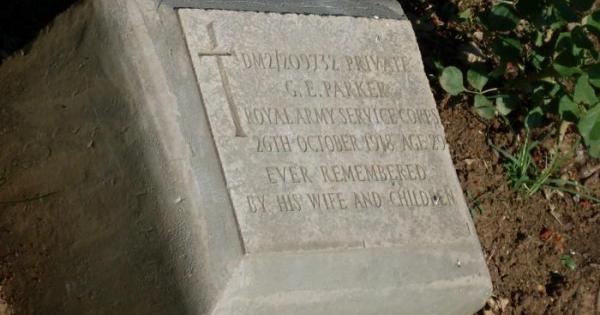 DM2/209732 PRIVATE
G. E. PARKER
ROYAL ARMY SERVICE CORPS
26TH OCTOBER 1918 AGE 29
EVER REMEMBERED
BY HIS WIFE AND CHILDREN